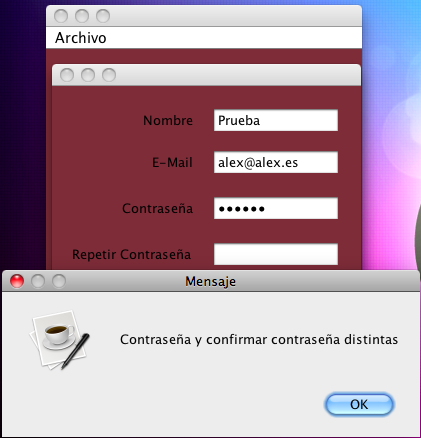 Archivo
Nombre Prueba
E-Mail alex@alex.es
Contraseña ••••••
Repetir Contraseña
Mensaje
Contraseña y confirmar contraseña distintas
OK